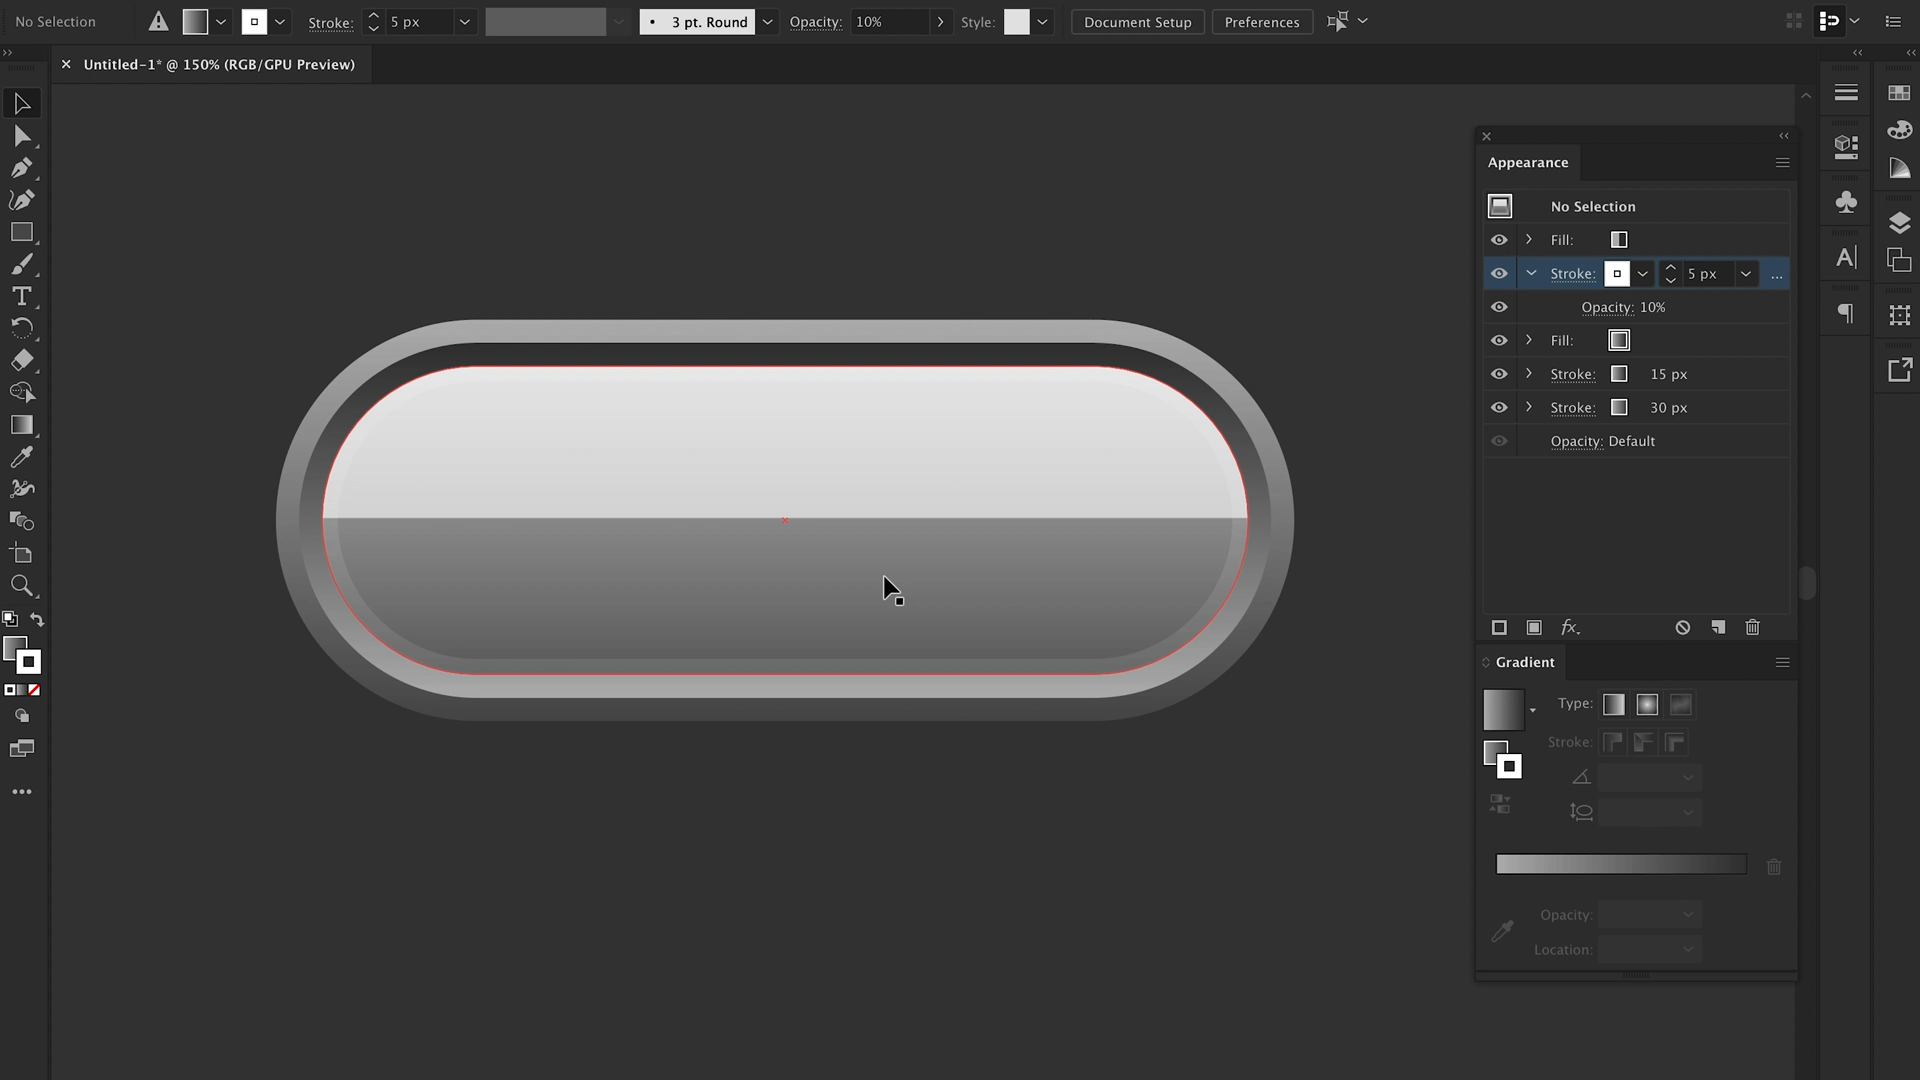 No Selection
Stroke: 5 px
3 pt. Round
Opacity: 10%
Style:
Document Setup
Preferences
Untitled-1* @ 150% (RGB/GPU Preview)
Appearance
No Selection
Fill:
Stroke: 5 px ...
Opacity: 10%
Fill:
Stroke: 15 px
Stroke: 30 px
Opacity: Default
fx
Gradient
Type:
Stroke:
Opacity:
Location: